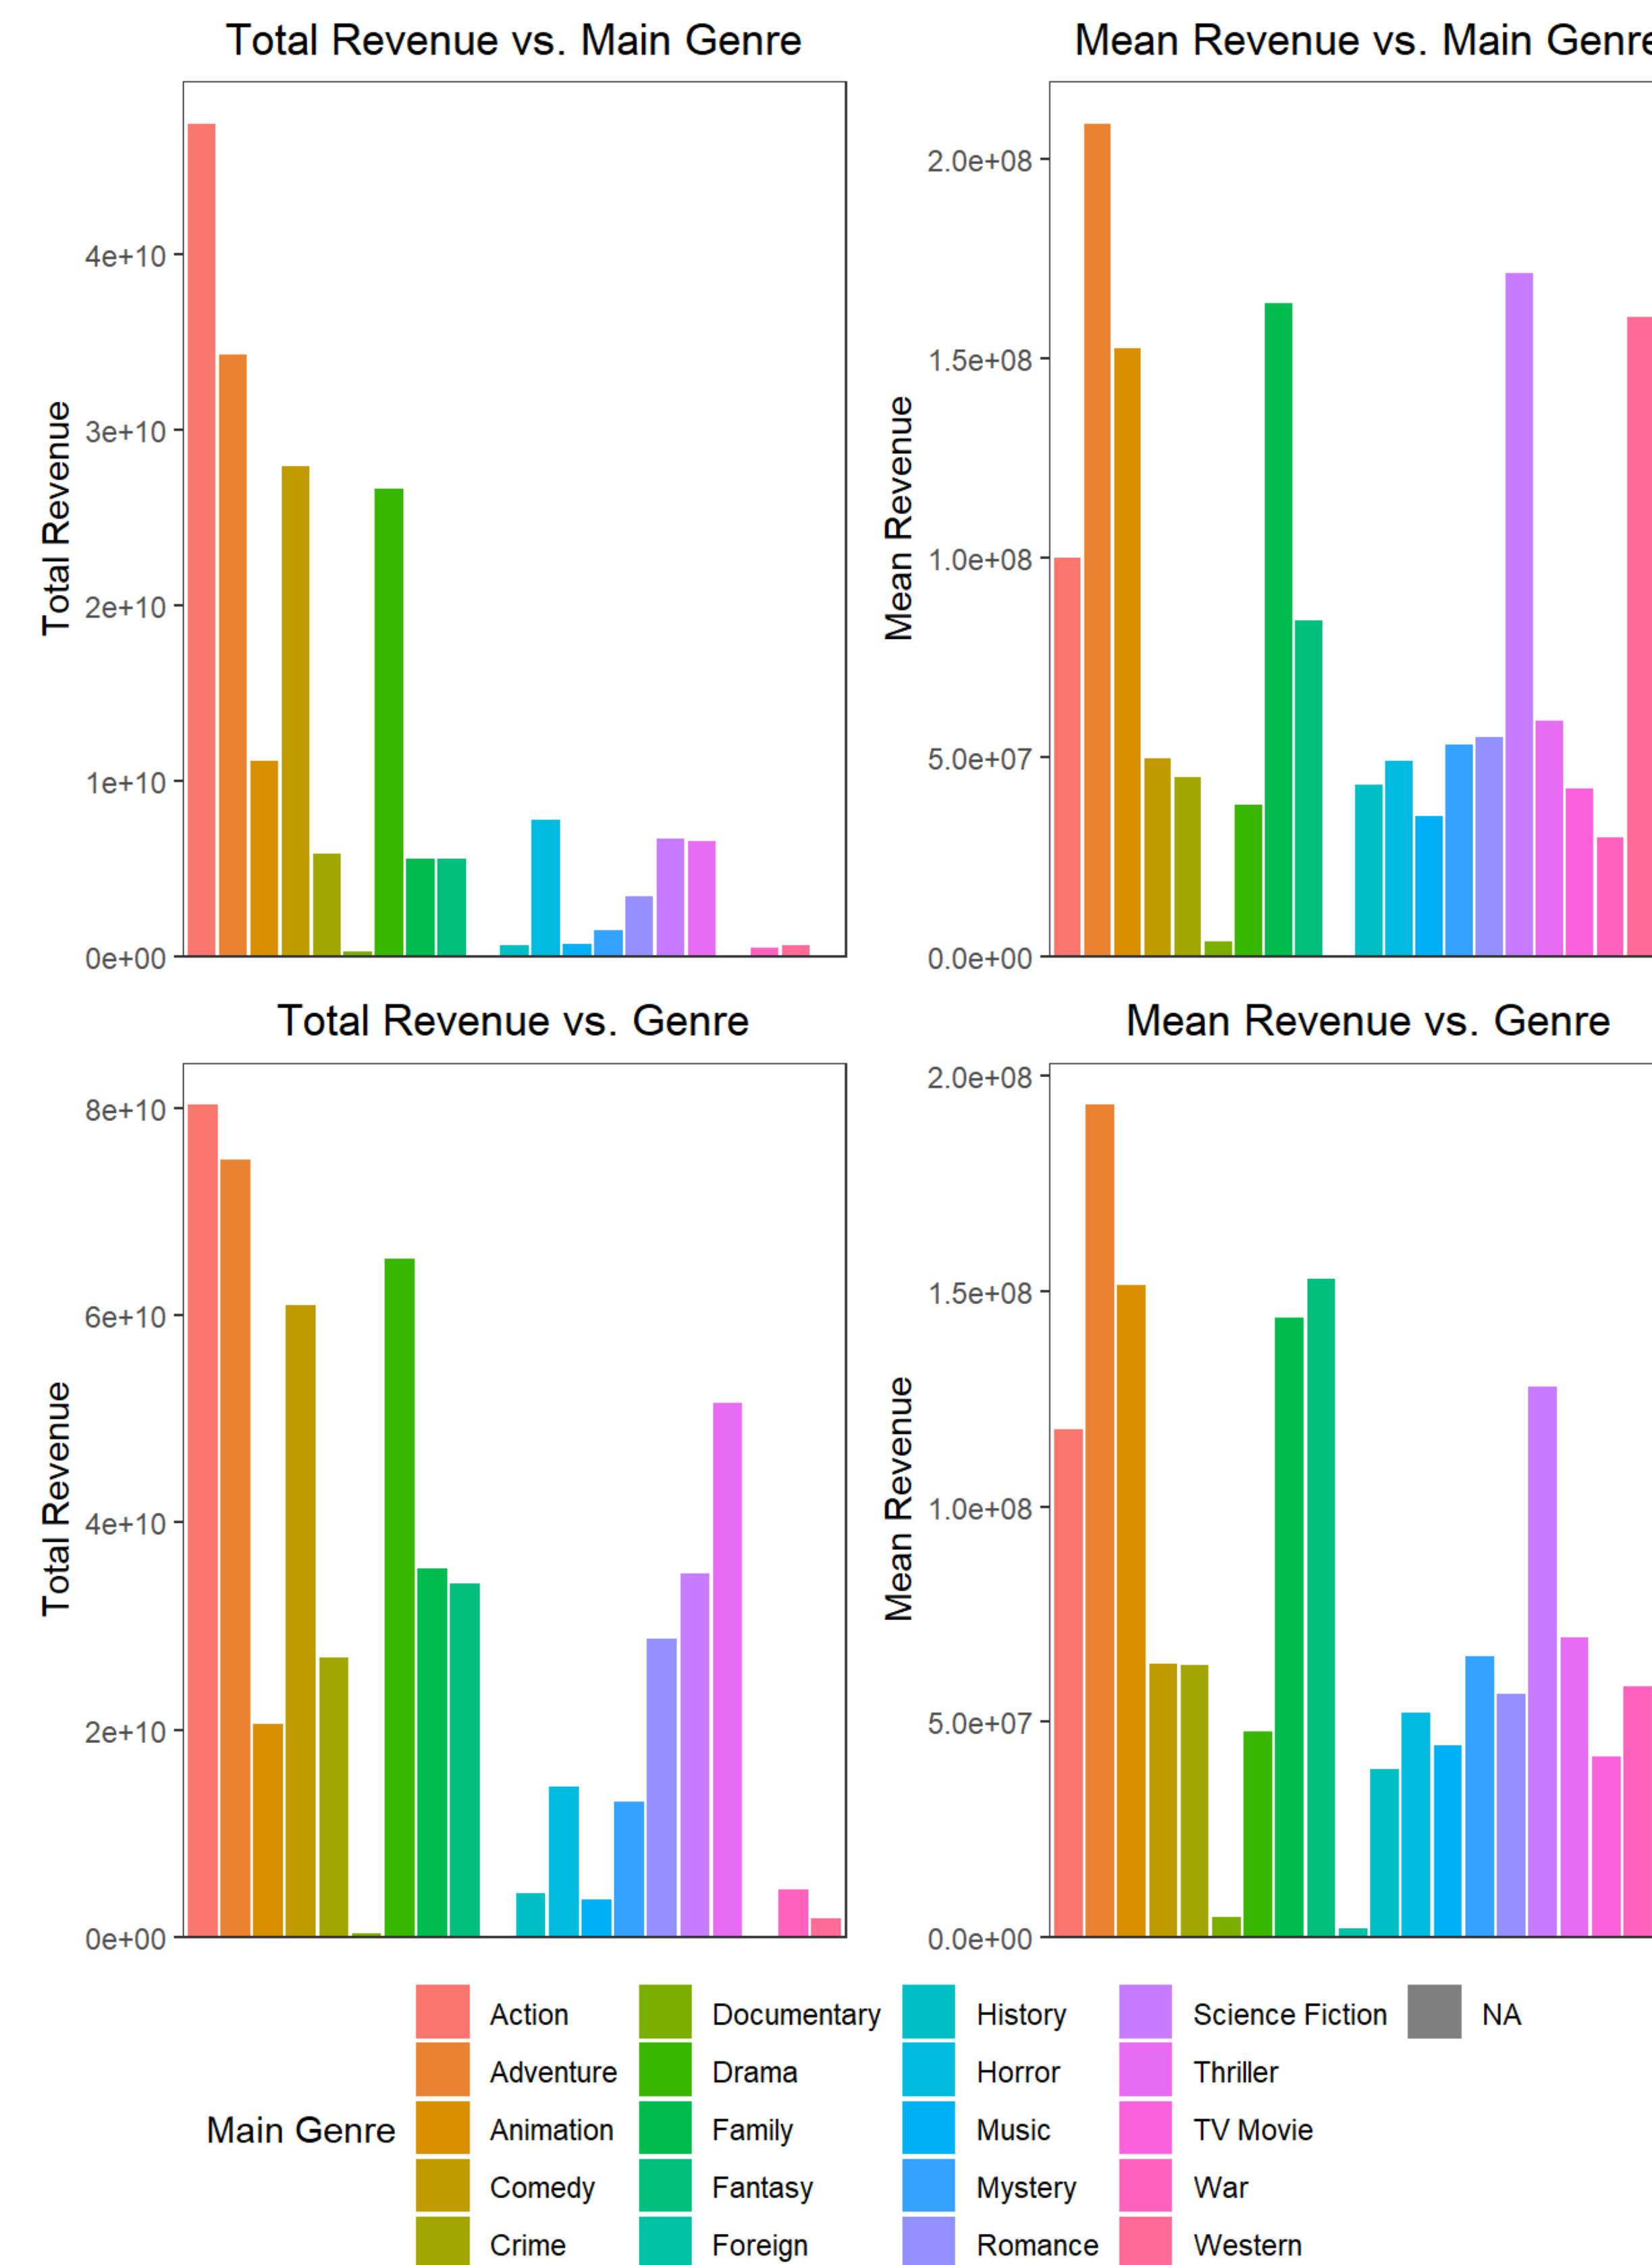 Total Revenue vs. Main Genre
Total Revenue
4e+10
3e+10
2e+10
1e+10
0e+00
Mean Revenue vs. Main Genre
Mean Revenue
2.0e+08
1.5e+08
1.0e+08
5.0e+07
0.0e+00
Total Revenue vs. Genre
Total Revenue
8e+10
6e+10
4e+10
2e+10
0e+00
Mean Revenue vs. Genre
Mean Revenue
2.0e+08
1.5e+08
1.0e+08
5.0e+07
0.0e+00
Main Genre
Action
Adventure
Animation
Comedy
Crime
Documentary
Drama
Family
Fantasy
Foreign
History
Horror
Music
Mystery
Romance
Science Fiction
Thriller
TV Movie
War
Western
NA